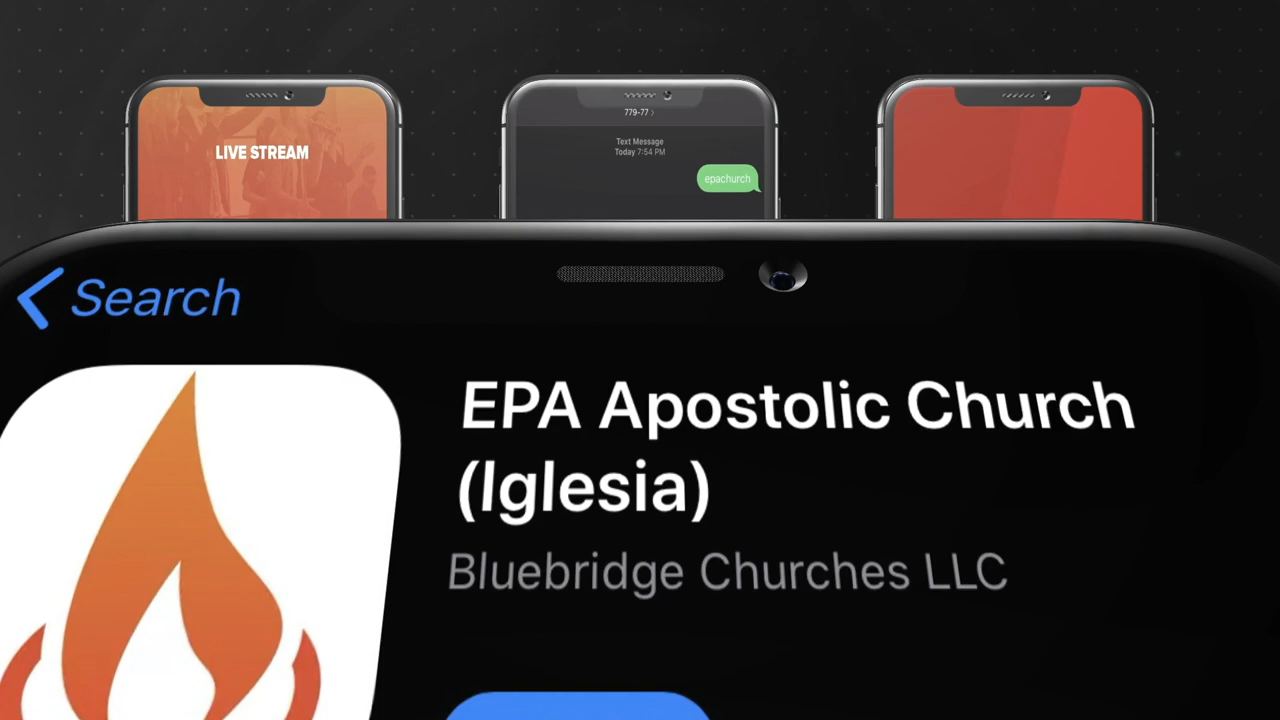 LIVE STREAM
779-77 >
Text Message
Today 7:54 PM
epachurch
Search
EPA Apostolic Church
(Iglesia)
Bluebridge Churches LLC